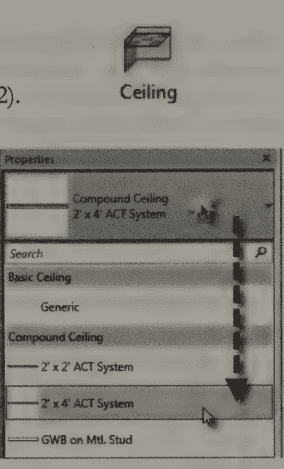 Ceiling
2).
Properties
Compound Ceiling
2' x 4' ACT System
Search
Basic Ceiling
Generic
Compound Ceiling
2' x 2' ACT System
2' x 4' ACT System
GWB on Mtl. Stud